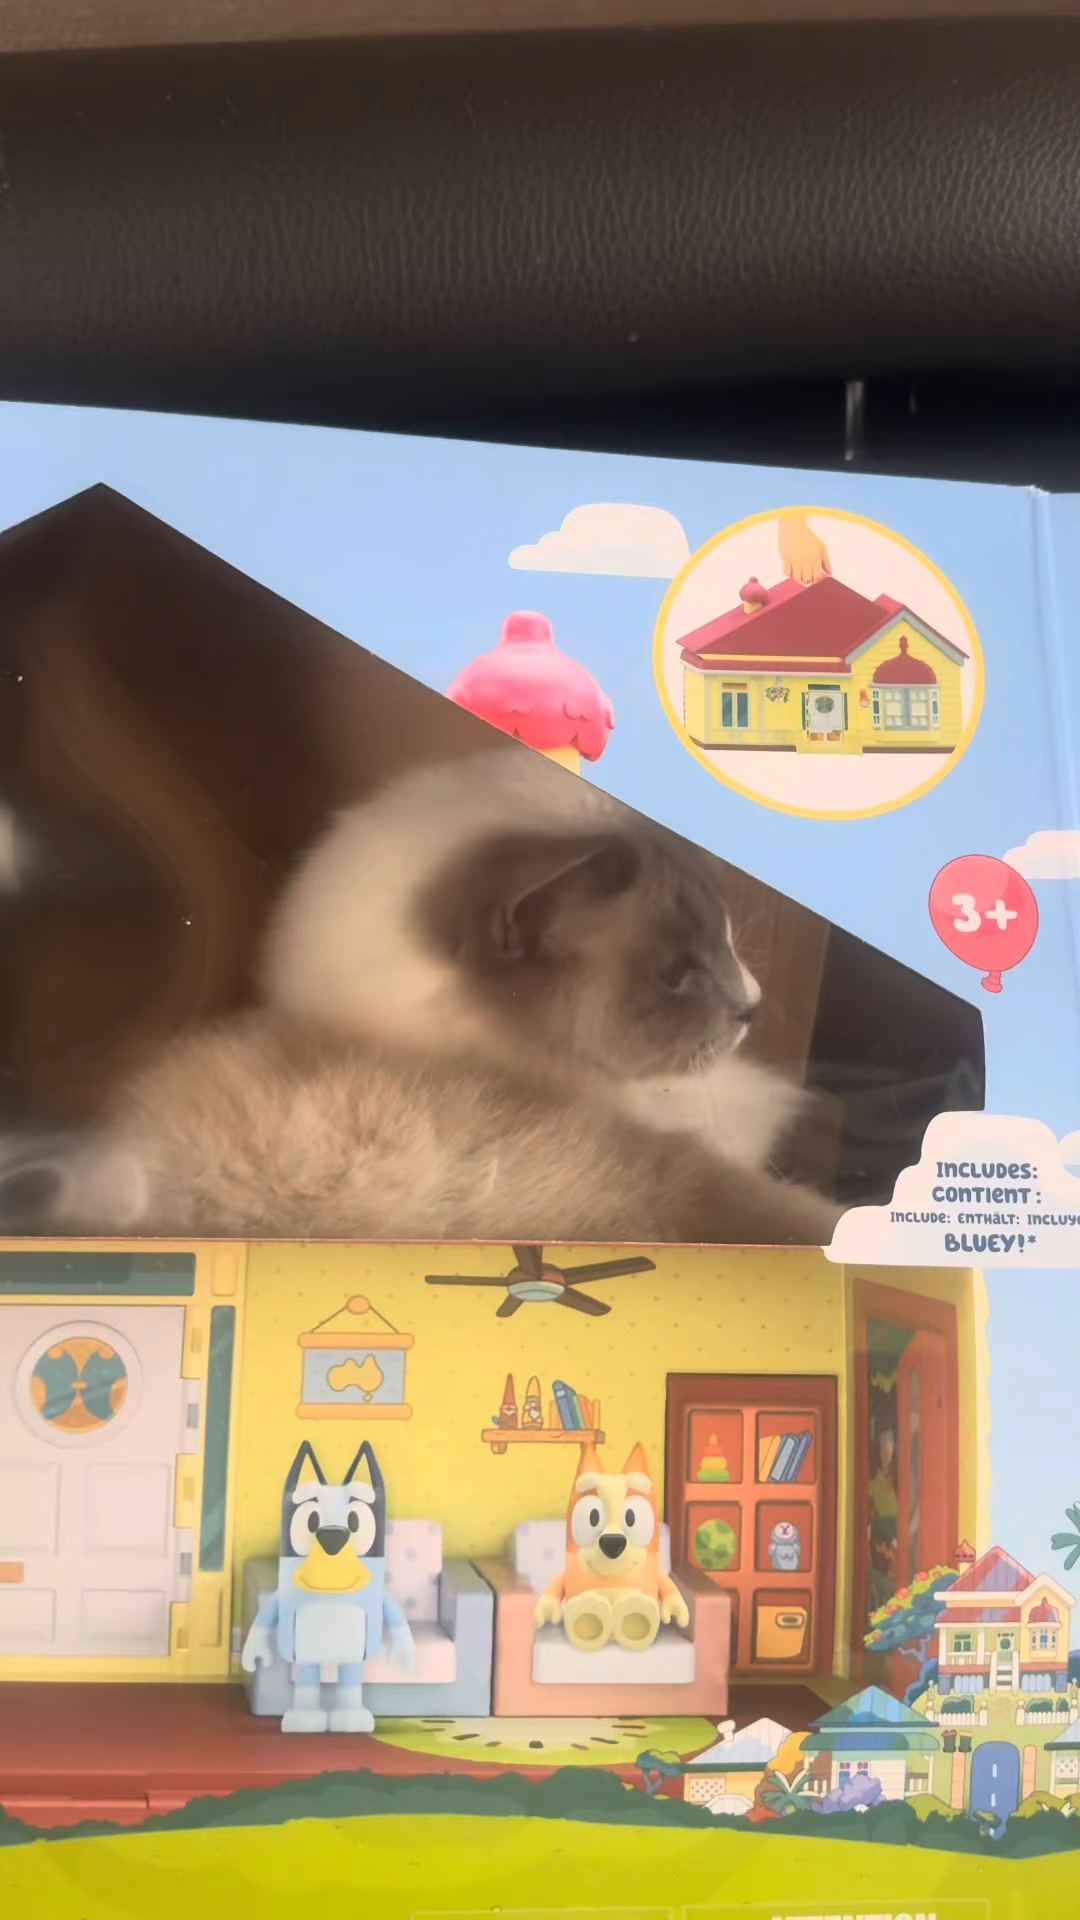 3+
INCLUDES:
CONTIENT :
INCLUDE: ENTHÄLT:
BLUEY!*